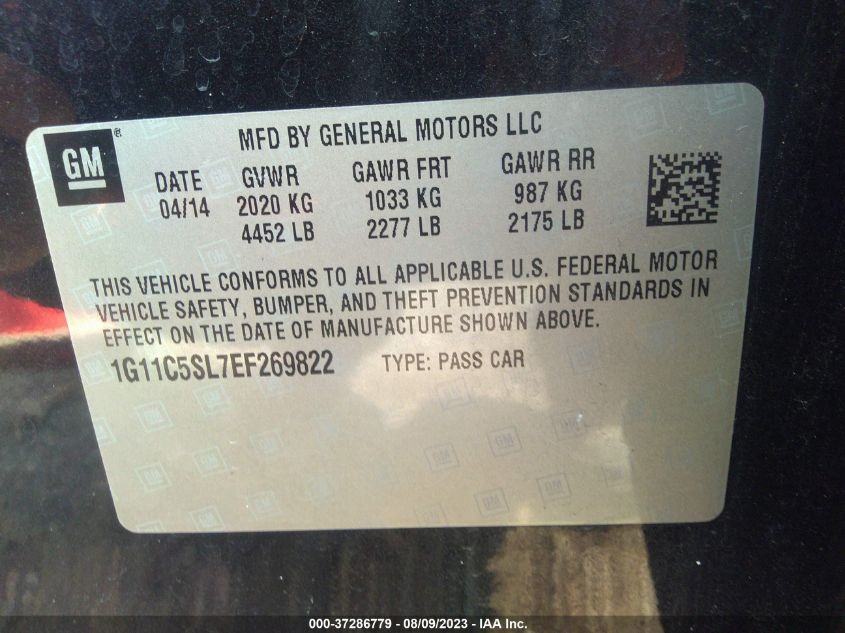 GM®
MFD BY GENERAL MOTORS LLC
DATE GVWR GAWR FRT GAWR RR
04/14 2020 KG 1033 KG 987 KG
4452 LB 2277 LB 2175 LB
THIS VEHICLE CONFORMS TO ALL APPLICABLE U.S. FEDERAL MOTOR
VEHICLE SAFETY, BUMPER, AND THEFT PREVENTION STANDARDS IN
EFFECT ON THE DATE OF MANUFACTURE SHOWN ABOVE.
1G11C5SL7EF269822 TYPE: PASS CAR
000-37286779 - 08/09/2023 - IAA Inc.